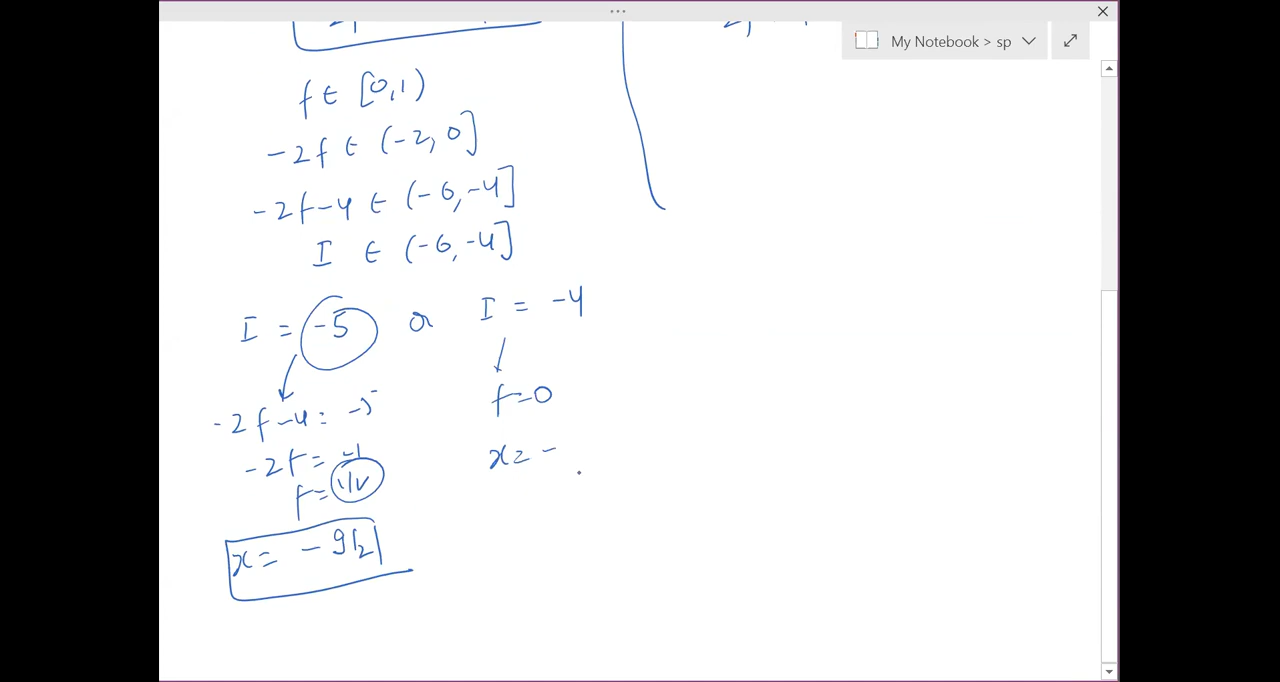 My Notebook > sp
f ∈ [0,1)
-2f ∈ (-2, 0]
-2f-4 ∈ (-6, -4]
I ∈ (-6, -4]
I = -5 or I = -4
-2f-4 = -5
f=0
-2f = -1
x = -
f = 1/2
x = -9/2